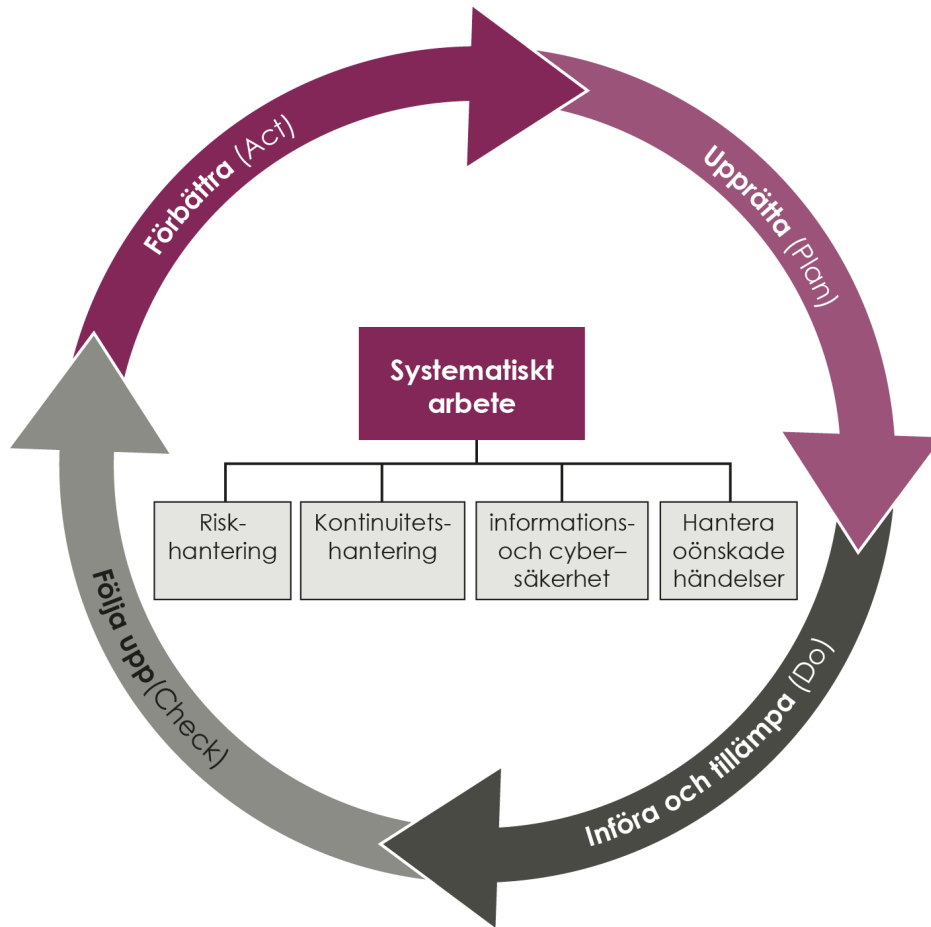 Förbättra (Act)
Upprätta (Plan)
Systematiskt
arbete
Risk-
hantering
Kontinuitets-
hantering
informations-
och cyber–
säkerhet
Hantera
oönskade
händelser
Införa och tillämpa (Do)
Följa upp(Check)